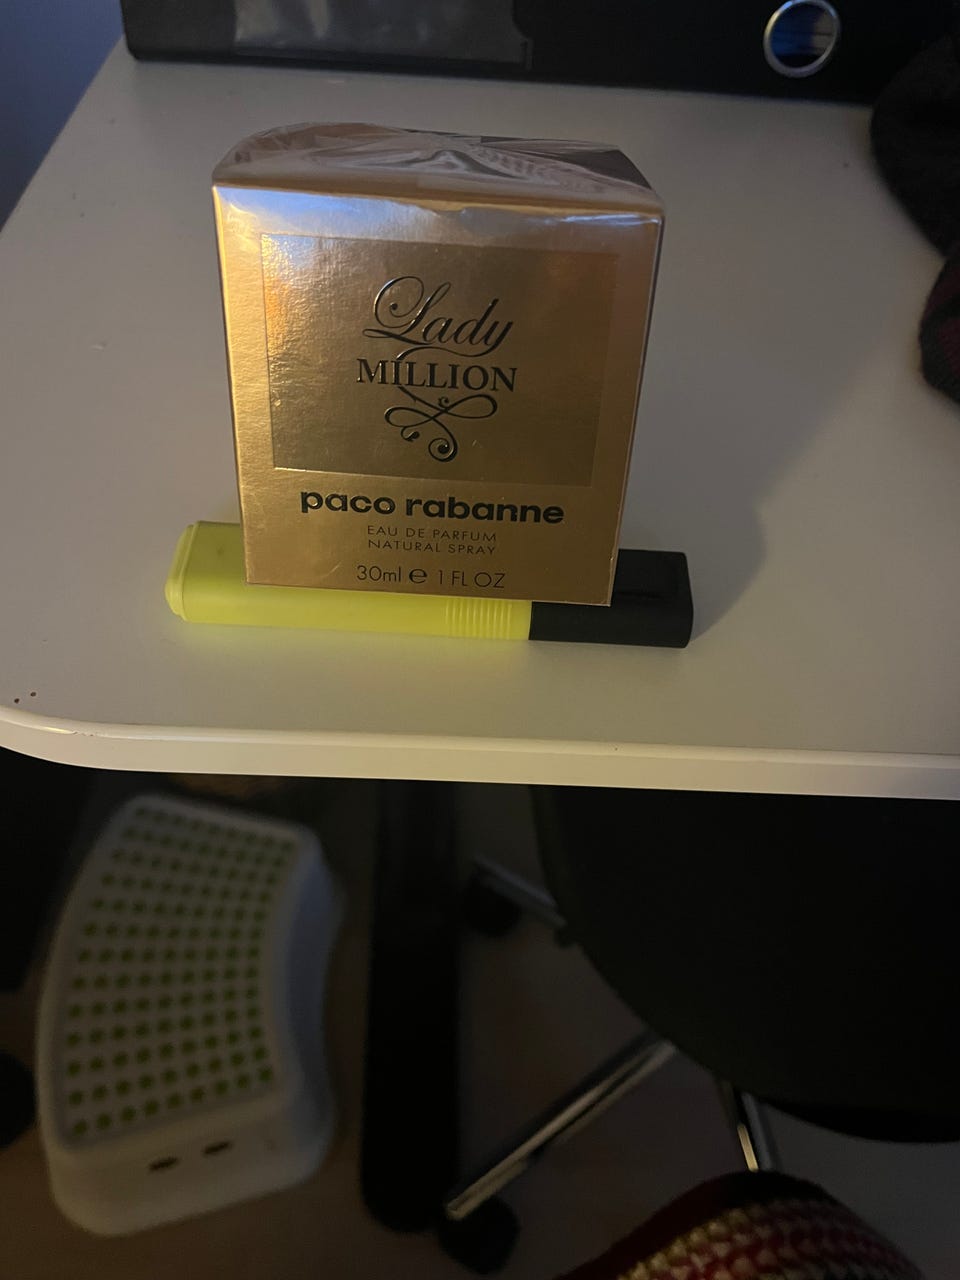 Lady
MILLION
paco rabanne
EAU DE PARFUM
NATURAL SPRAY
30ml ℮ 1 FL OZ